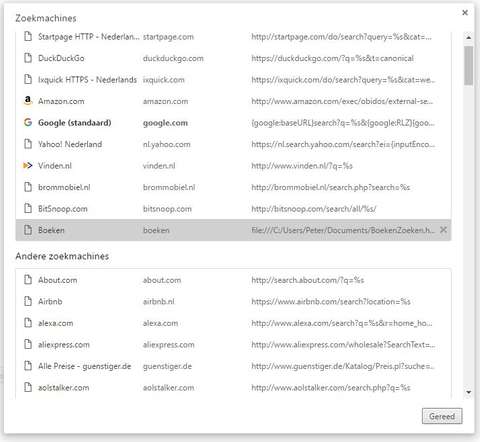 Zoekmachines
Startpage HTTP - Nederlan... startpage.com http://startpage.com/do/search?query=%s&cat=...
DuckDuckGo duckduckgo.com https://duckduckgo.com/?q=%s&t=canonical
Ixquick HTTPS - Nederlands ixquick.com https://ixquick.com/do/search?query=%s&cat=we...
Amazon.com amazon.com http://www.amazon.com/exec/obidos/external-se...
Google (standaard) google.com {google:baseURL}search?q=%s&{google:RLZ}{goo...
Yahoo! Nederland nl.yahoo.com https://nl.search.yahoo.com/search?ei={inputEnco...
Vinden.nl vinden.nl http://www.vinden.nl/?q=%s
brommobiel.nl brommobiel.nl http://brommobiel.nl/search.php?search=%s
BitSnoop.com bitsnoop.com http://bitsnoop.com/search/all/%s/
Boeken boeken file:///C:/Users/Peter/Documents/BoekenZoeken.h...
Andere zoekmachines
About.com about.com http://search.about.com/?q=%s
Airbnb airbnb.nl https://www.airbnb.com/search?location=%s
alexa.com alexa.com http://www.alexa.com/search?q=%s&r=home_ho...
aliexpress.com aliexpress.com http://www.aliexpress.com/wholesale?SearchText=...
Alle Preise - guenstiger.de guenstiger.de http://www.guenstiger.de/Katalog/Preis.pl?suche=...
aolstalker.com aolstalker.com http://www.aolstalker.com/search.php?q=%s
Gereed